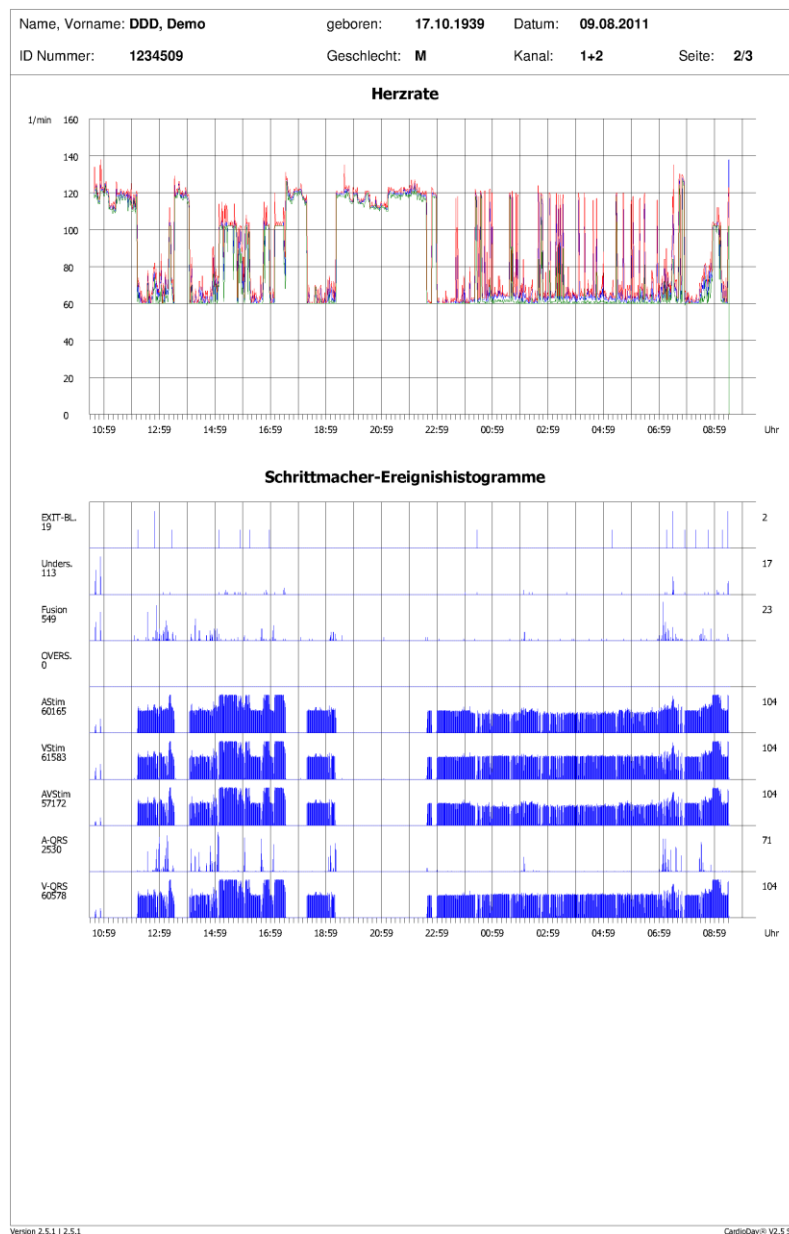 Name, Vorname: DDD, Demo geboren: 17.10.1939 Datum: 09.08.2011
ID Nummer: 1234509 Geschlecht: M Kanal: 1+2 Seite: 2/3
Herzrate
1/min 160
140
120
100
80
60
40
20
0
10:59 12:59 14:59 16:59 18:59 20:59 22:59 00:59 02:59 04:59 06:59 08:59 Uhr
Schrittmacher-Ereignishistogramme
EXIT-BL. 2
19
Unders. 17
113
Fusion 23
549
OVERS.
0
AStim 104
60165
VStim 104
61583
AVStim 104
57172
A-QRS 71
2530
V-QRS 104
60578
10:59 12:59 14:59 16:59 18:59 20:59 22:59 00:59 02:59 04:59 06:59 08:59 Uhr
Version 2.5.1 | 2.5.1 CardioDay® V2.5